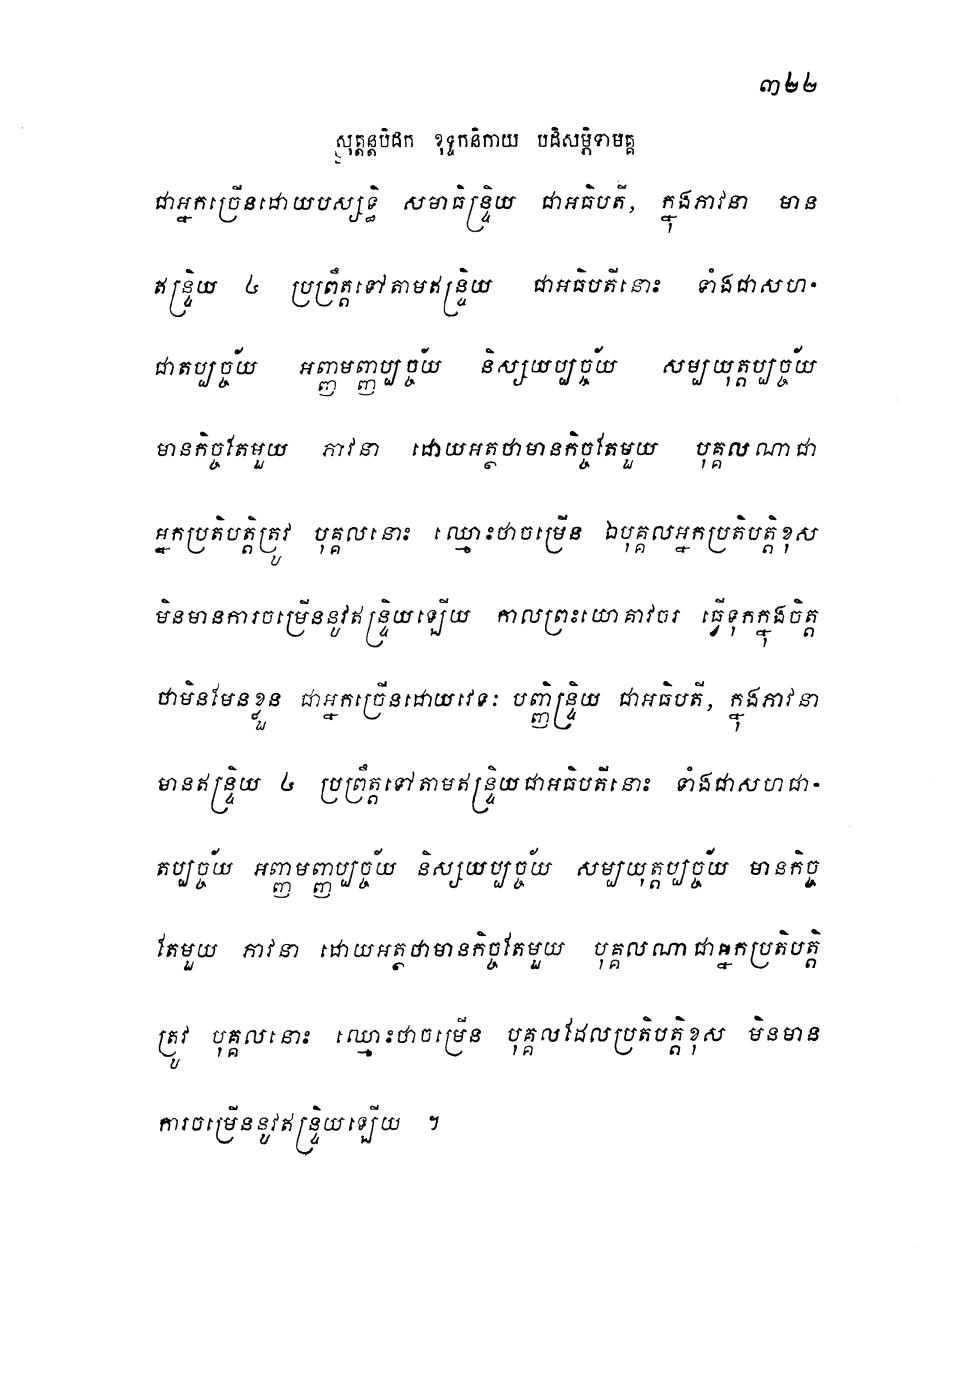 ៣២២
សុត្តន្តបិដក ខុទ្ទកនិកាយ បដិសម្ភិទាមគ្គ
ជាអ្នកច្រើនដោយបស្សទ្ធិ សមាធិន្ទ្រិយ ជាអធិបតី, ក្នុងភាវនា មាន
ឥន្ទ្រិយ ៤ ប្រព្រឹត្តទៅតាមឥន្ទ្រិយ ជាអធិបតីនោះ ទាំងជាសហ-
ជាតប្បច្ច័យ អញ្ញាមញ្ញប្បច្ច័យ និស្សយប្បច្ច័យ សម្បយុត្តប្បច្ច័យ
មានកិច្ចតែមួយ ភាវនា ដោយអត្ថថាមានកិច្ចតែមួយ បុគ្គលណាជា
អ្នកប្រតិបត្តិត្រូវ បុគ្គលនោះ ឈ្មោះថាចម្រើន ឯបុគ្គលអ្នកប្រតិបត្តិខុស
មិនមានការចម្រើននូវឥន្ទ្រិយឡើយ កាលព្រះយោគាវចរ ធ្វើទុកក្នុងចិត្ត
ថាមិនមែនខ្លួន ជាអ្នកច្រើនដោយវេទៈ បញ្ញិន្ទ្រិយ ជាអធិបតី, ក្នុងភាវនា
មានឥន្ទ្រិយ ៤ ប្រព្រឹត្តទៅតាមឥន្ទ្រិយជាអធិបតីនោះ ទាំងជាសហជា-
តប្បច្ច័យ អញ្ញាមញ្ញប្បច្ច័យ និស្សយប្បច្ច័យ សម្បយុត្តប្បច្ច័យ មានកិច្ច
តែមួយ ភាវនា ដោយអត្ថថាមានកិច្ចតែមួយ បុគ្គលណាជាអ្នកប្រតិបត្តិ
ត្រូវ បុគ្គលនោះ ឈ្មោះថាចម្រើន បុគ្គលដែលប្រតិបត្តិខុស មិនមាន
ការចម្រើននូវឥន្ទ្រិយឡើយ ។